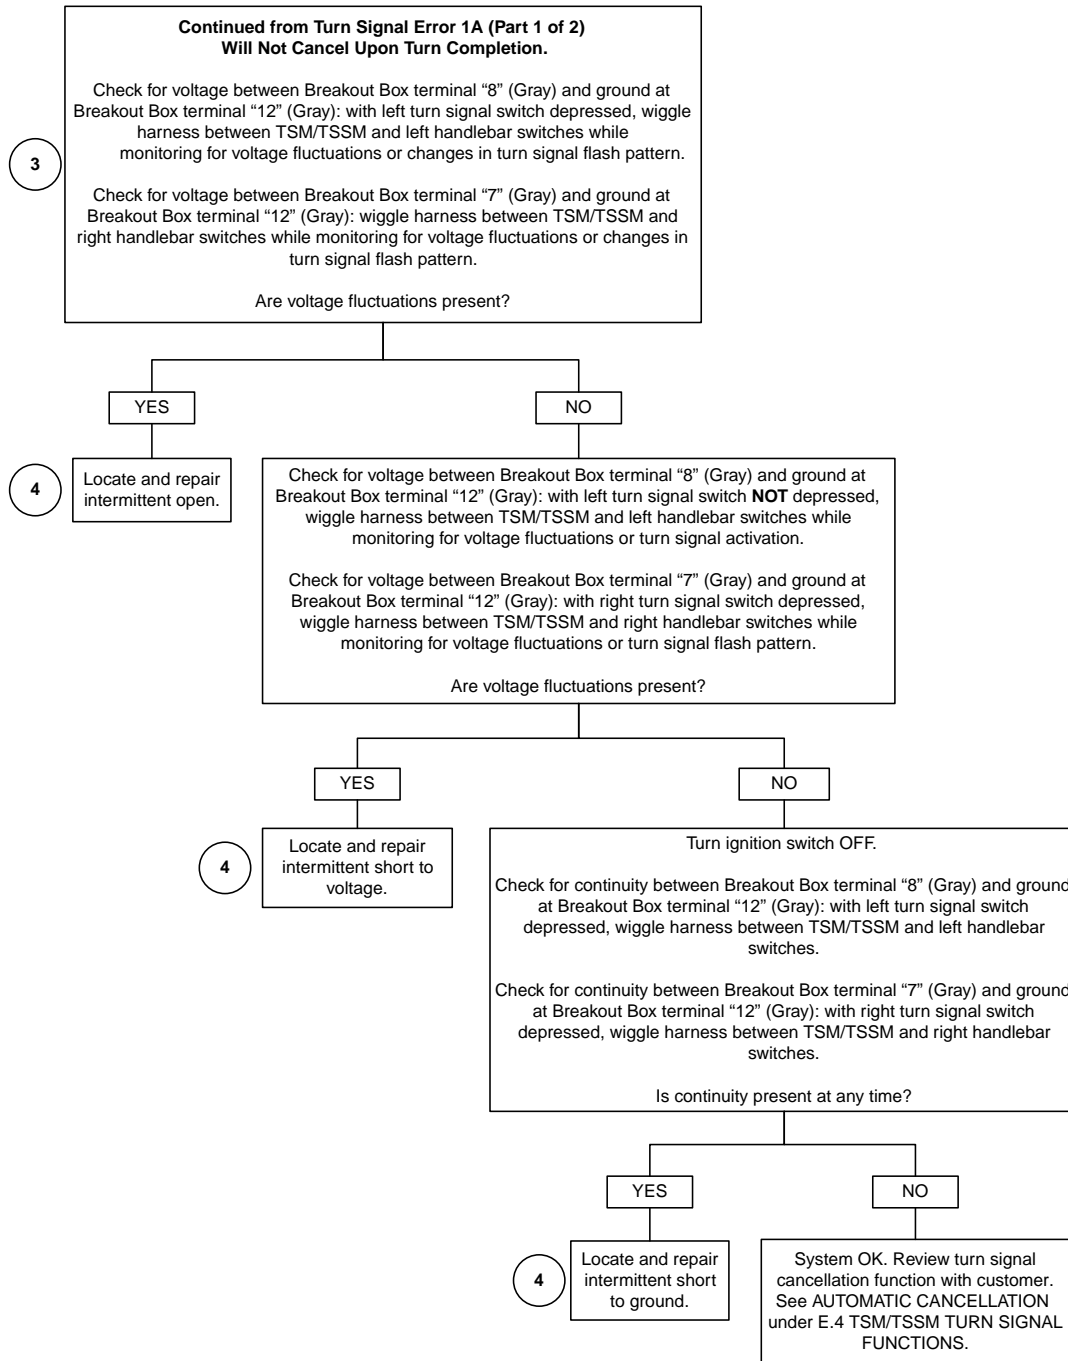 Continued from Turn Signal Error 1A (Part 1 of 2)
Will Not Cancel Upon Turn Completion.
Check for voltage between Breakout Box terminal “8” (Gray) and ground at
Breakout Box terminal “12” (Gray): with left turn signal switch depressed, wiggle
harness between TSM/TSSM and left handlebar switches while
monitoring for voltage fluctuations or changes in turn signal flash pattern.
3
Check for voltage between Breakout Box terminal “7” (Gray) and ground at
Breakout Box terminal “12” (Gray): wiggle harness between TSM/TSSM and
right handlebar switches while monitoring for voltage fluctuations or changes in
turn signal flash pattern.
Are voltage fluctuations present?
YES
NO
4
Locate and repair
intermittent open.
Check for voltage between Breakout Box terminal “8” (Gray) and ground at
Breakout Box terminal “12” (Gray): with left turn signal switch NOT depressed,
wiggle harness between TSM/TSSM and left handlebar switches while
monitoring for voltage fluctuations or turn signal activation.
Check for voltage between Breakout Box terminal “7” (Gray) and ground at
Breakout Box terminal “12” (Gray): with right turn signal switch depressed,
wiggle harness between TSM/TSSM and right handlebar switches while
monitoring for voltage fluctuations or turn signal flash pattern.
Are voltage fluctuations present?
YES
NO
4
Locate and repair
intermittent short to
voltage.
Turn ignition switch OFF.
Check for continuity between Breakout Box terminal “8” (Gray) and ground
at Breakout Box terminal “12” (Gray): with left turn signal switch
depressed, wiggle harness between TSM/TSSM and left handlebar
switches.
Check for continuity between Breakout Box terminal “7” (Gray) and ground
at Breakout Box terminal “12” (Gray): with right turn signal switch
depressed, wiggle harness between TSM/TSSM and right handlebar
switches.
Is continuity present at any time?
YES
NO
4
Locate and repair
intermittent short
to ground.
System OK. Review turn signal
cancellation function with customer.
See AUTOMATIC CANCELLATION
under E.4 TSM/TSSM TURN SIGNAL
FUNCTIONS.